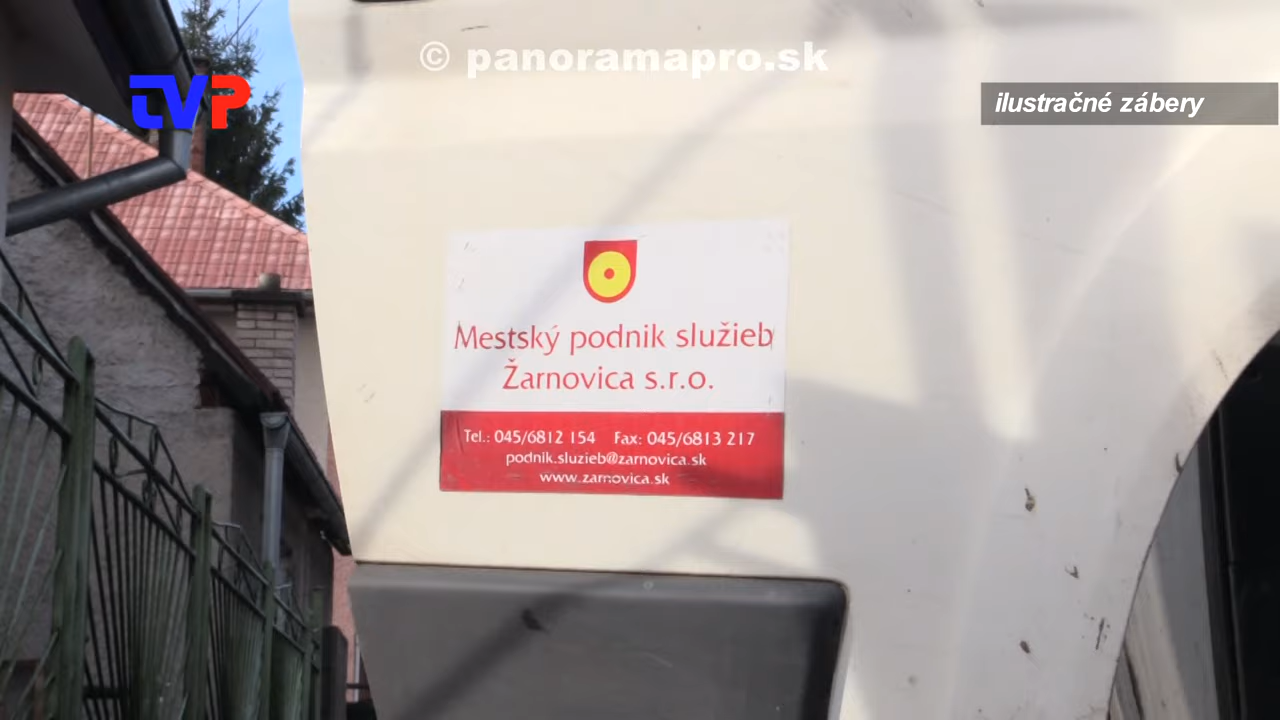 © panoramapro.sk
TVP
ilustračné zábery
Mestský podnik služieb
Žarnovica s.r.o.
Tel.: 045/6812 154 Fax: 045/6813 217
podnik.sluzieb@zarnovica.sk
www.zarnovica.sk